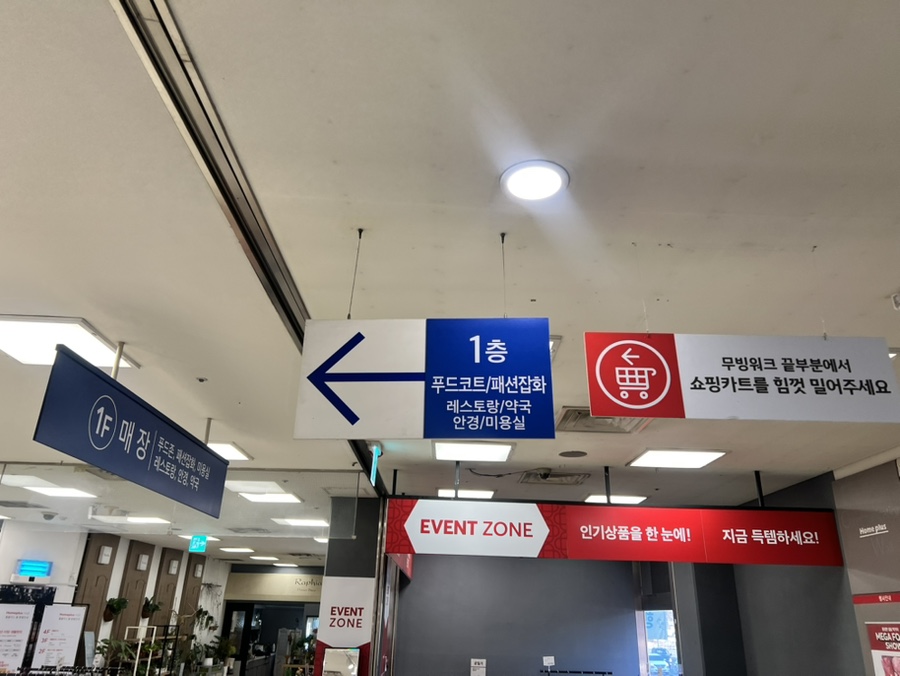 1층
푸드코트/패션잡화
레스토랑/약국
안경/미용실
무빙워크 끝부분에서
쇼핑카트를 힘껏 밀어주세요
1F 매장
푸드존, 패션잡화, 미용실
레스토랑, 안경, 약국
EVENT ZONE
인기상품을 한 눈에!
지금 득템하세요!
Home plus
EVENT
ZONE
MEGA
SHOW